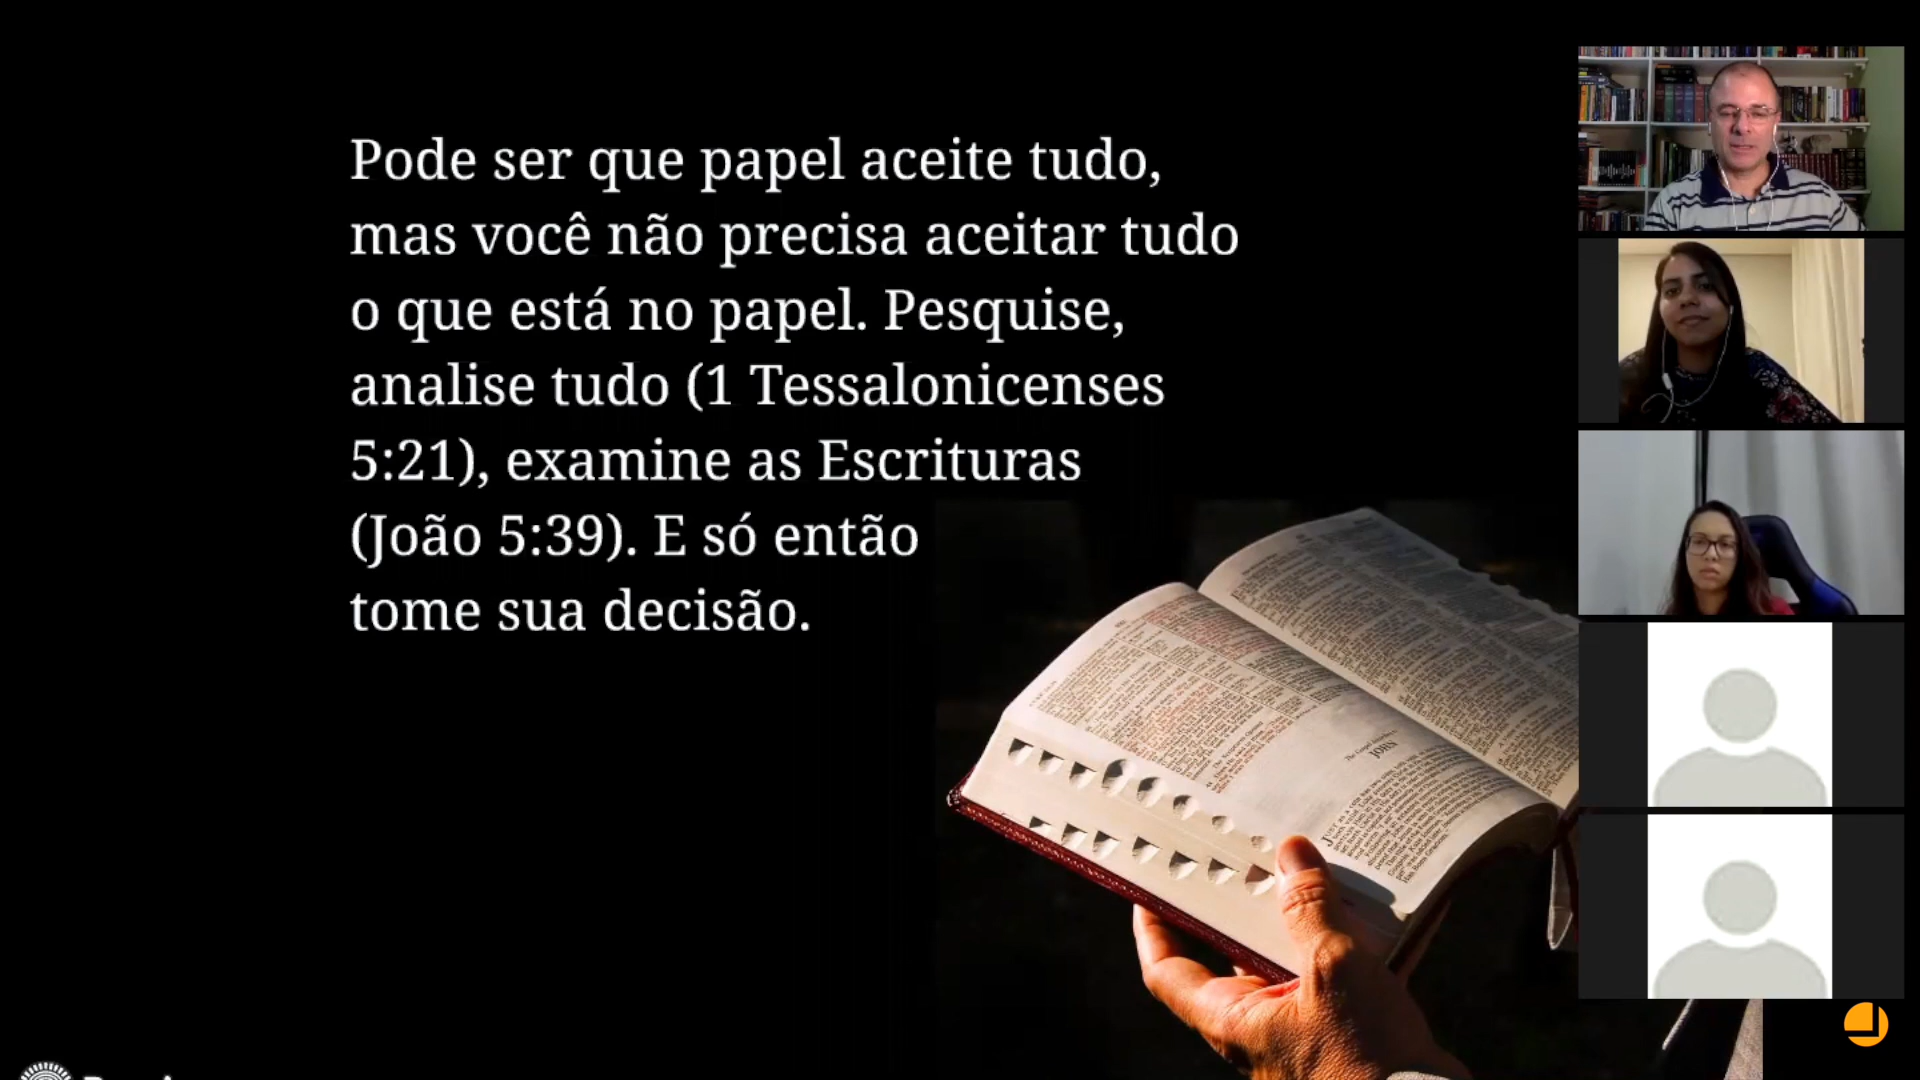 Pode ser que papel aceite tudo,
mas você não precisa aceitar tudo
o que está no papel. Pesquise,
analise tudo (1 Tessalonicenses
5:21), examine as Escrituras
(João 5:39). E só então
tome sua decisão.
JOHN